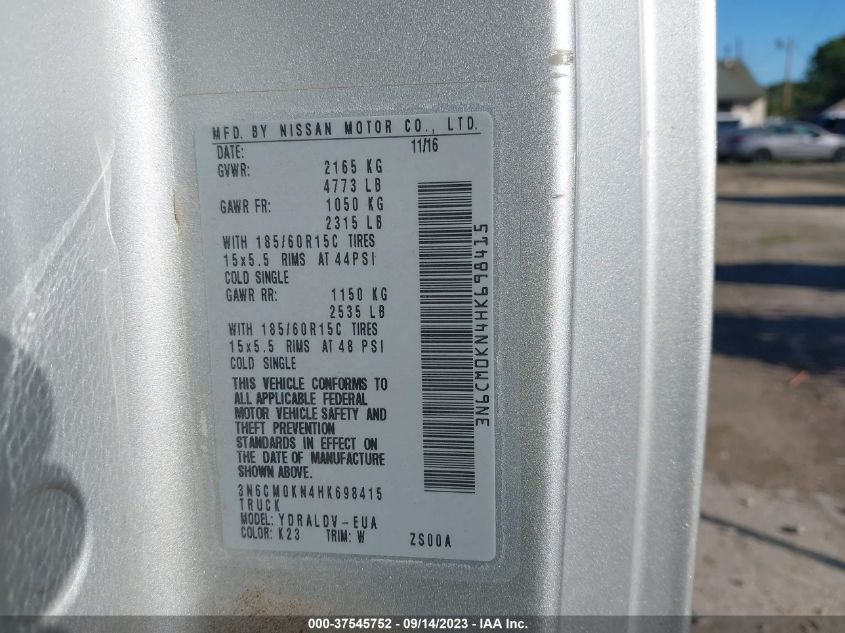 MFD. BY NISSAN MOTOR CO., LTD.
DATE: 11/16
GVWR: 2165 KG
4773 LB
GAWR FR: 1050 KG
2315 LB
WITH 185/60R15C TIRES
15x5.5 RIMS AT 44PSI
COLD SINGLE
GAWR RR: 1150 KG
2535 LB
WITH 185/60R15C TIRES
15x5.5 RIMS AT 48 PSI
COLD SINGLE
THIS VEHICLE CONFORMS TO
ALL APPLICABLE FEDERAL
MOTOR VEHICLE SAFETY AND
THEFT PREVENTION
STANDARDS IN EFFECT ON
THE DATE OF MANUFACTURE
SHOWN ABOVE.
3N6CM0KN4HK698415
TRUCK
MODEL: YDRALDV-EUA
COLOR: K23 TRIM: W ZS00A
3N6CM0KN4HK698415
000-37545752 - 09/14/2023 - IAA Inc.